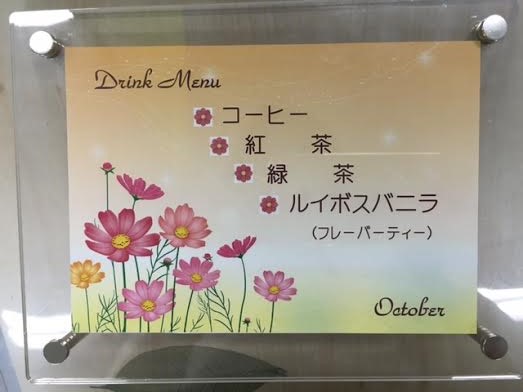 Drink Menu
コーヒー
紅　茶
緑　茶
ルイボスバニラ
（フレーバーティー）
October